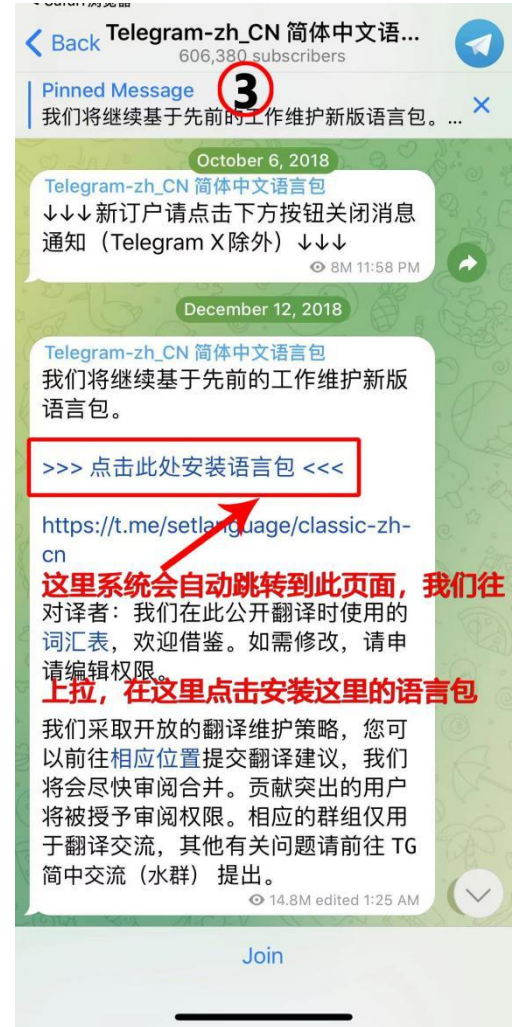 Back
Telegram-zh_CN 简体中文语...
606,380 subscribers
③
Pinned Message
我们将继续基于先前的工作维护新版语言包。...
October 6, 2018
Telegram-zh_CN 简体中文语言包
↓↓↓新订户请点击下方按钮关闭消息
通知（Telegram X除外）↓↓↓
8M 11:58 PM
December 12, 2018
Telegram-zh_CN 简体中文语言包
我们将继续基于先前的工作维护新版
语言包。
>>> 点击此处安装语言包 <<<
https://t.me/setlanguage/classic-zh-
cn
这里系统会自动跳转到此页面，我们往
对译者：我们在此公开翻译时使用的
词汇表，欢迎借鉴。如需修改，请申
请编辑权限。
上拉，在这里点击安装这里的语言包
我们采取开放的翻译维护策略，您可
以前往相应位置提交翻译建议，我们
将会尽快审阅合并。贡献突出的用户
将被授予审阅权限。相应的群组仅用
于翻译交流，其他有关问题请前往 TG
简中交流（水群） 提出。
14.8M edited 1:25 AM
Join